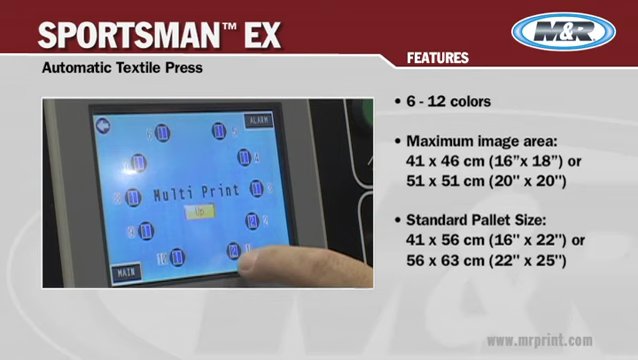 SPORTSMAN™ EX
M&R
Automatic Textile Press
FEATURES
• 6 - 12 colors
• Maximum image area:
41 x 46 cm (16”x 18”) or
51 x 51 cm (20" x 20")
• Standard Pallet Size:
41 x 56 cm (16" x 22") or
56 x 63 cm (22" x 25")
ALARM
Multi Print
Up
10
MAIN
www.mrprint.com